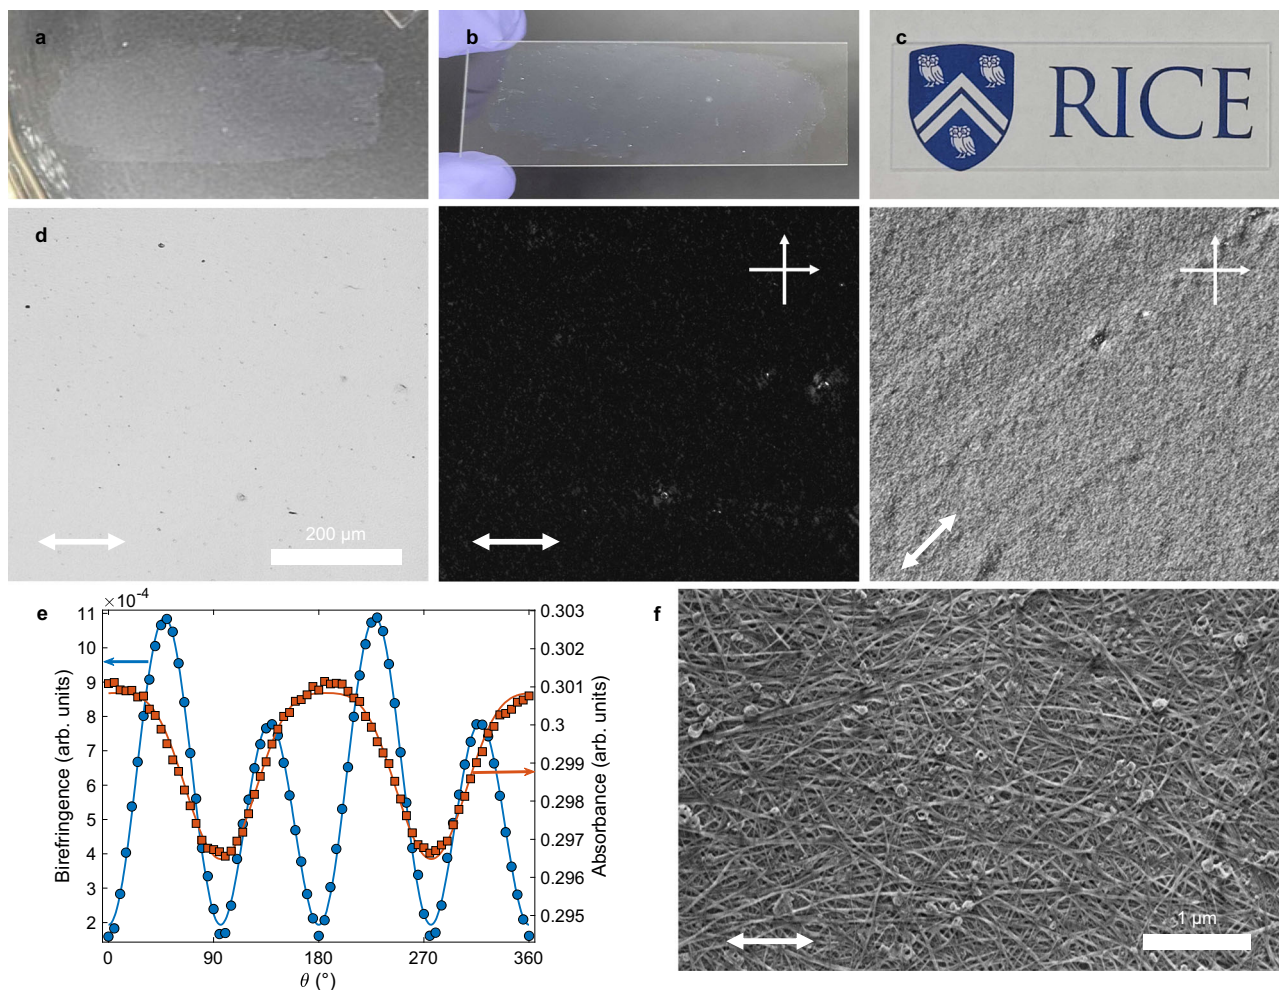 a
b
c
RICE
d
200 µm
e
×10⁻⁴
11
10
9
8
7
6
5
4
3
2
Birefringence (arb. units)
0.303
0.302
0.301
0.3
0.299
0.298
0.297
0.296
0.295
Absorbance (arb. units)
0
90
180
270
360
θ (°)
f
1 µm